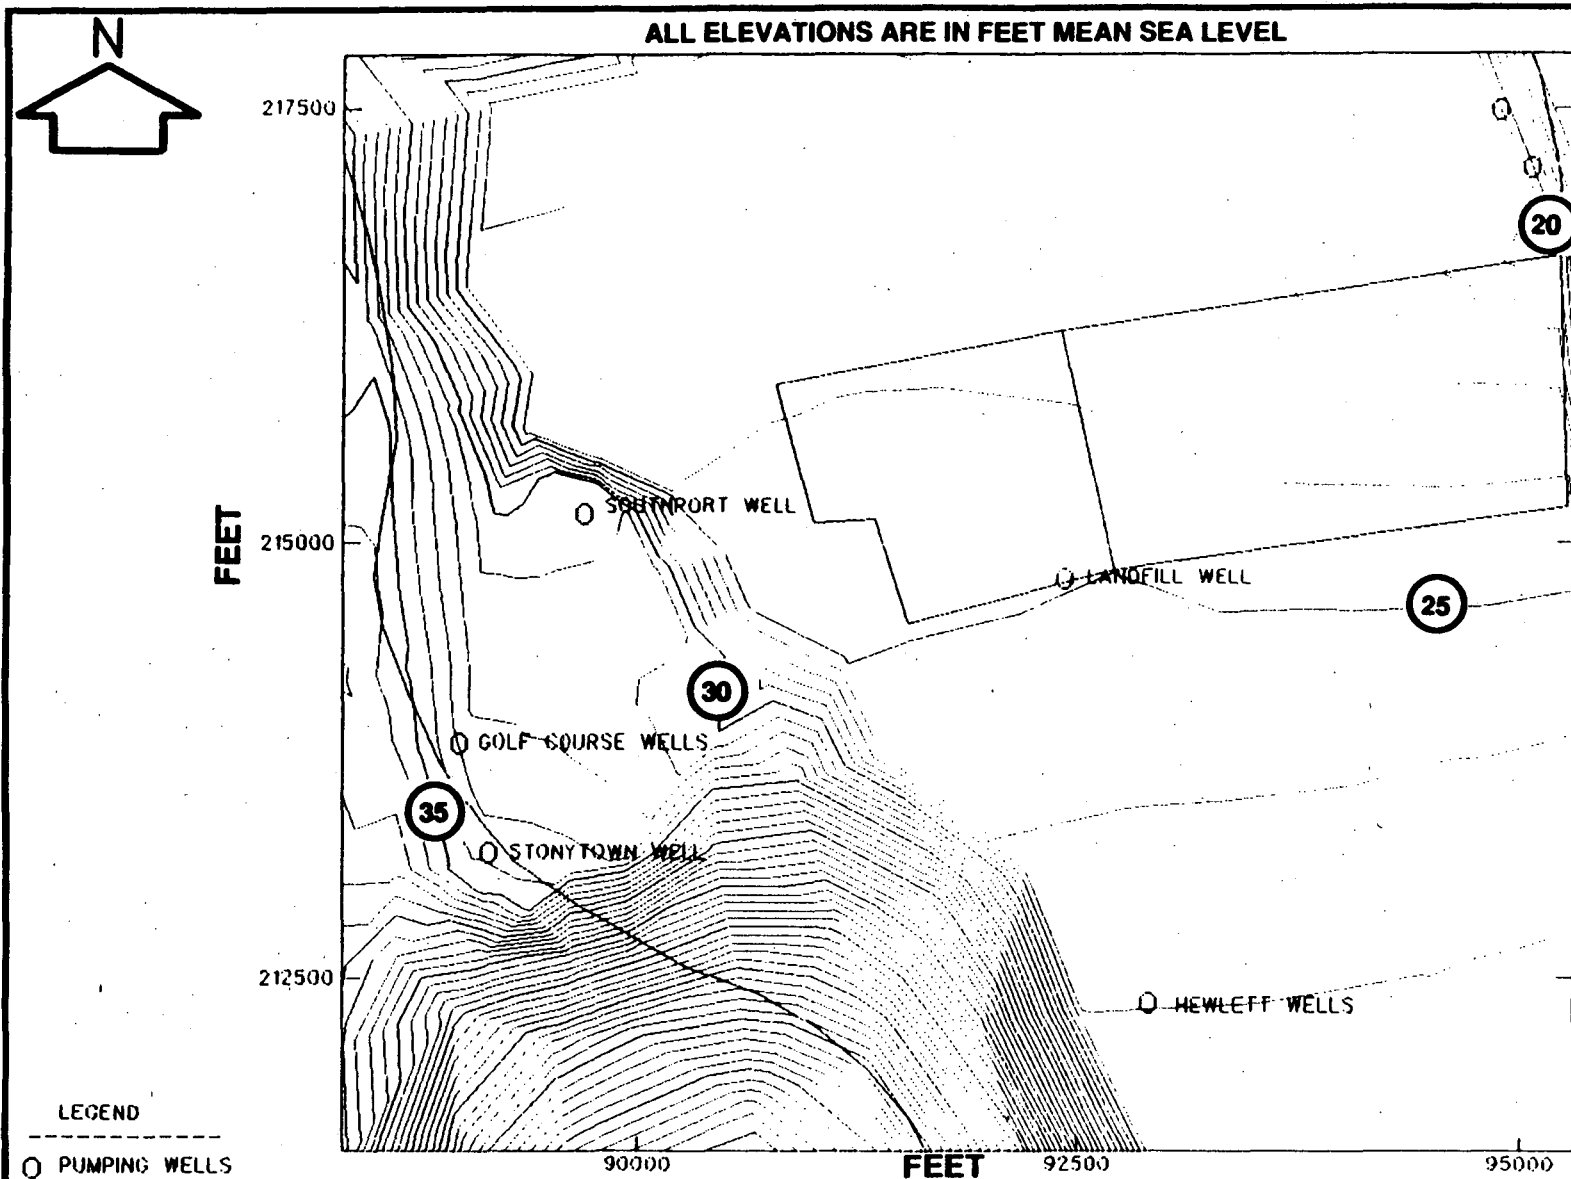 N
ALL ELEVATIONS ARE IN FEET MEAN SEA LEVEL
217500
20
SOUTHPORT WELL
FEET
215000
LANDFILL WELL
25
30
GOLF COURSE WELLS
35
STONYTOWN WELL
212500
HEWLETT WELLS
LEGEND
PUMPING WELLS
90000
FEET
92500
95000